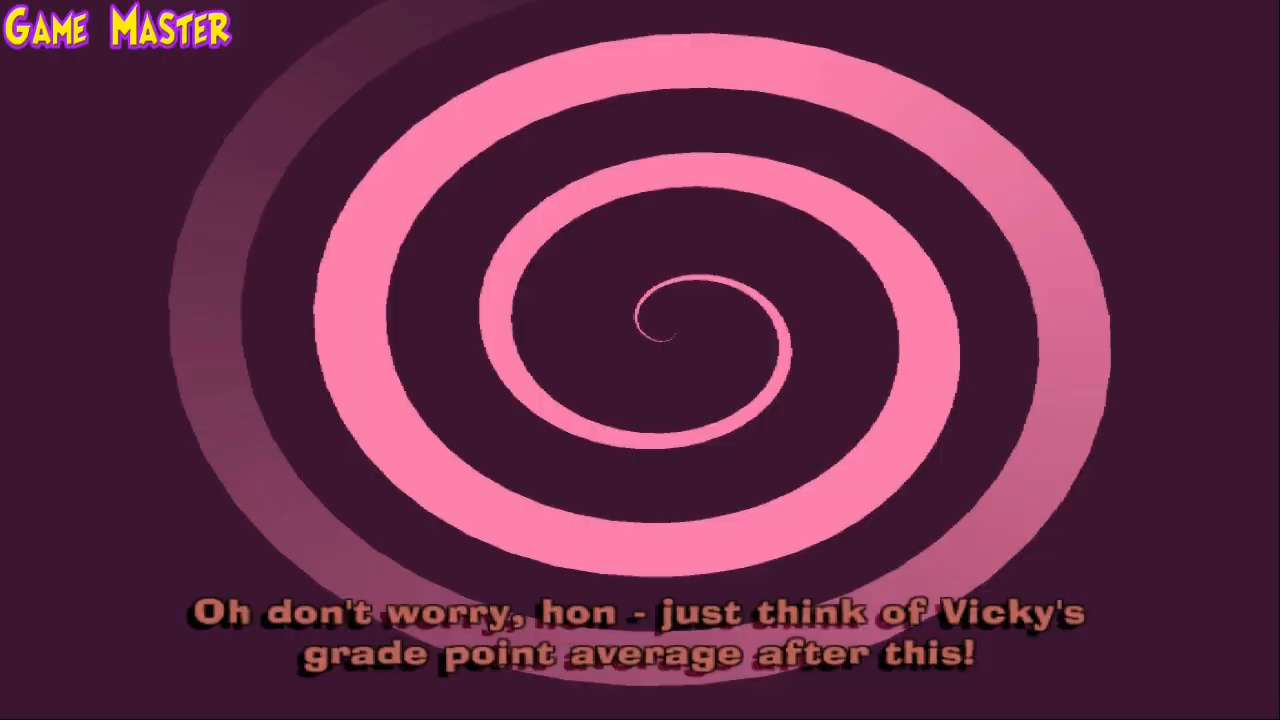 GAME MASTER
Oh don't worry, hon - just think of Vicky's
grade point average after this!